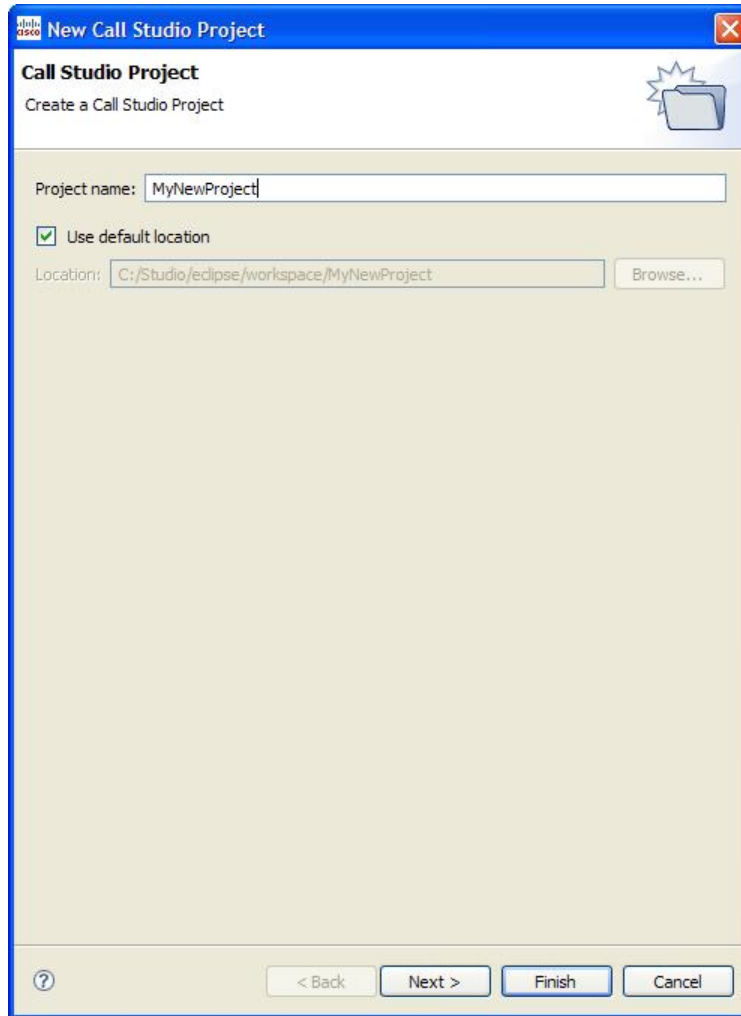 cisco New Call Studio Project
Call Studio Project
Create a Call Studio Project
Project name: MyNewProject
Use default location
Location: C:/Studio/eclipse/workspace/MyNewProject Browse...
? < Back Next > Finish Cancel